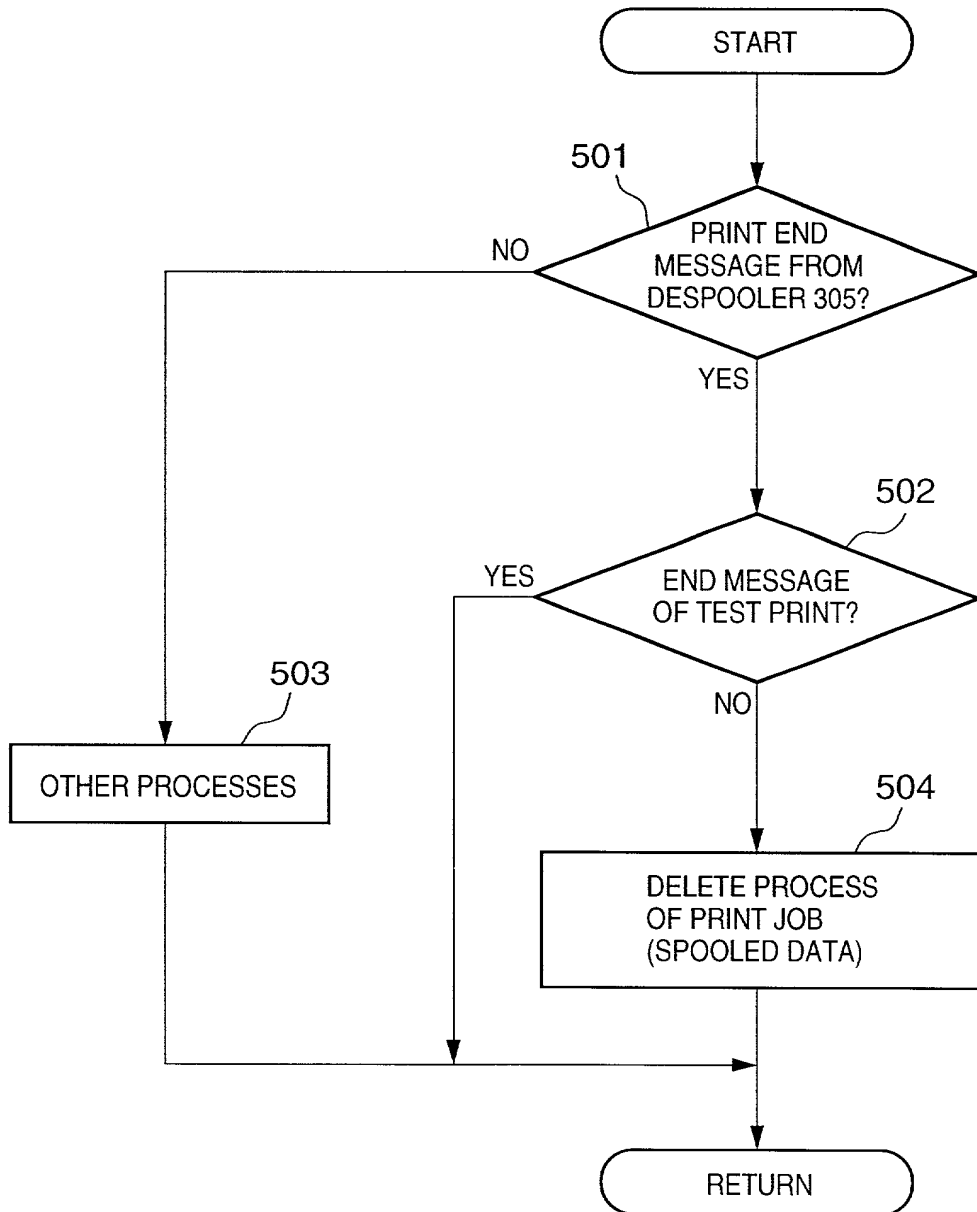 START
501
PRINT END
MESSAGE FROM
DESPOOLER 305?
NO
YES
502
END MESSAGE
OF TEST PRINT?
YES
NO
503
OTHER PROCESSES
504
DELETE PROCESS
OF PRINT JOB
(SPOOLED DATA)
RETURN